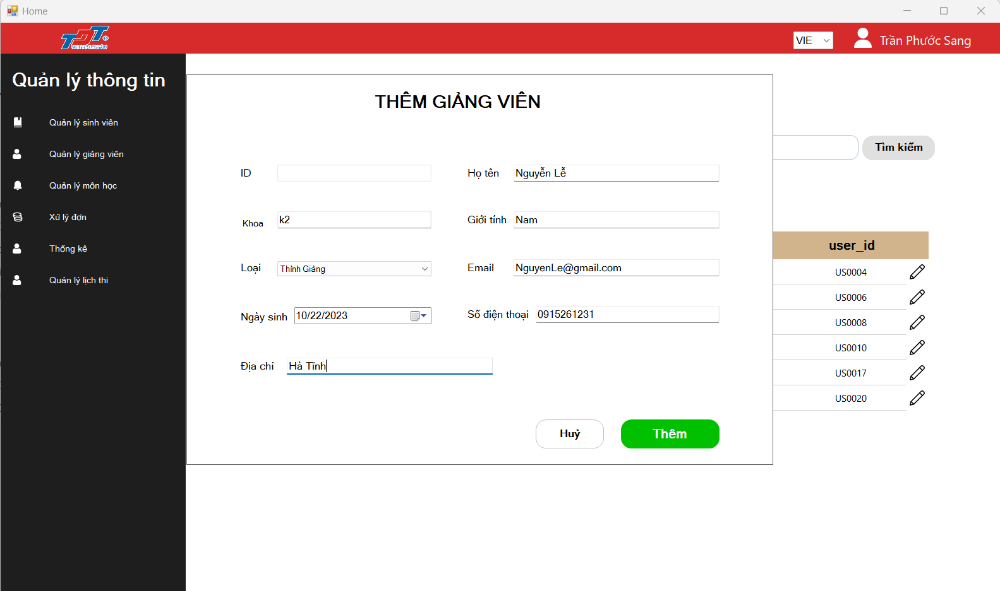 Home
TDT
VIE
Trần Phước Sang
Quản lý thông tin
Quản lý sinh viên
Quản lý giảng viên
Quản lý môn học
Xử lý đơn
Thống kê
Quản lý lịch thi
THÊM GIẢNG VIÊN
ID
Họ tên Nguyễn Lễ
Khoa k2
Giới tính Nam
Loại Thỉnh Giảng
Email NguyenLe@gmail.com
Ngày sinh 10/22/2023
Số điện thoại 0915261231
Địa chỉ Hà Tĩnh
Huỷ
Thêm
Tìm kiếm
user_id
US0004
US0006
US0008
US0010
US0017
US0020